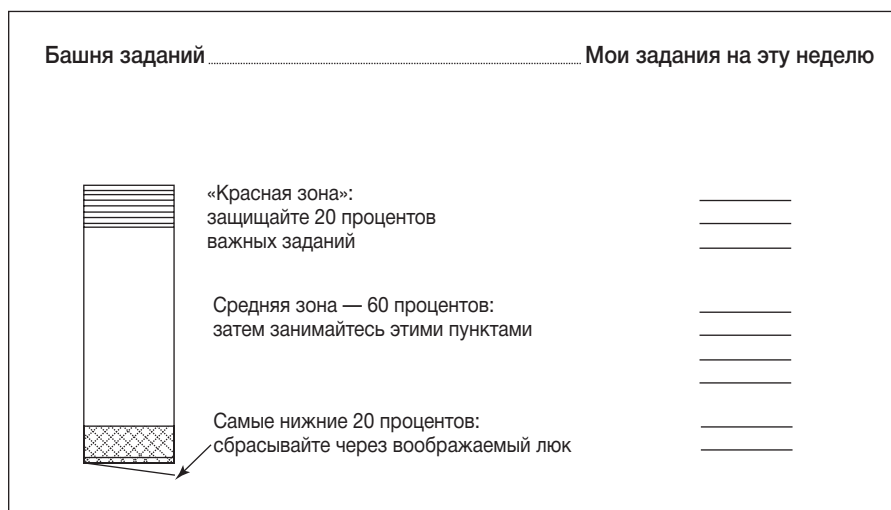 Башня заданий Мои задания на эту неделю
«Красная зона»:
защищайте 20 процентов
важных заданий
Средняя зона — 60 процентов:
затем занимайтесь этими пунктами
Самые нижние 20 процентов:
сбрасывайте через воображаемый люк